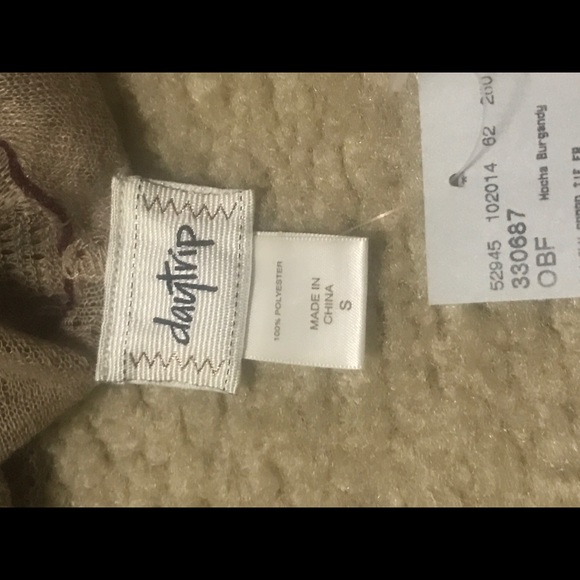 daytrip
100% POLYESTER
MADE IN
CHINA
S
52945 102014 62
330687
OBF Mocha Burgandy